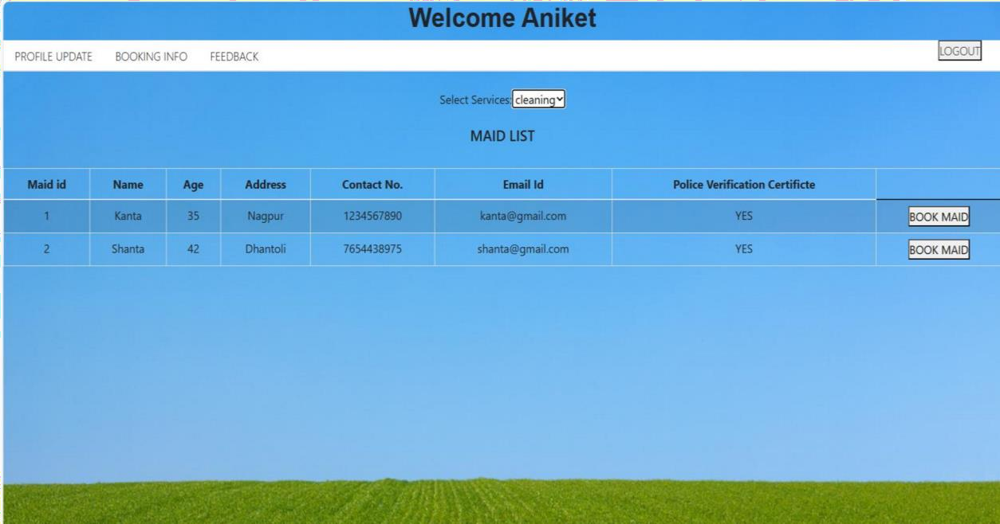 Welcome Aniket
PROFILE UPDATE BOOKING INFO FEEDBACK LOGOUT
Select Services: cleaning
MAID LIST
Maid id Name Age Address Contact No. Email Id Police Verification Certificte
1 Kanta 35 Nagpur 1234567890 kanta@gmail.com YES BOOK MAID
2 Shanta 42 Dhantoli 7654438975 shanta@gmail.com YES BOOK MAID